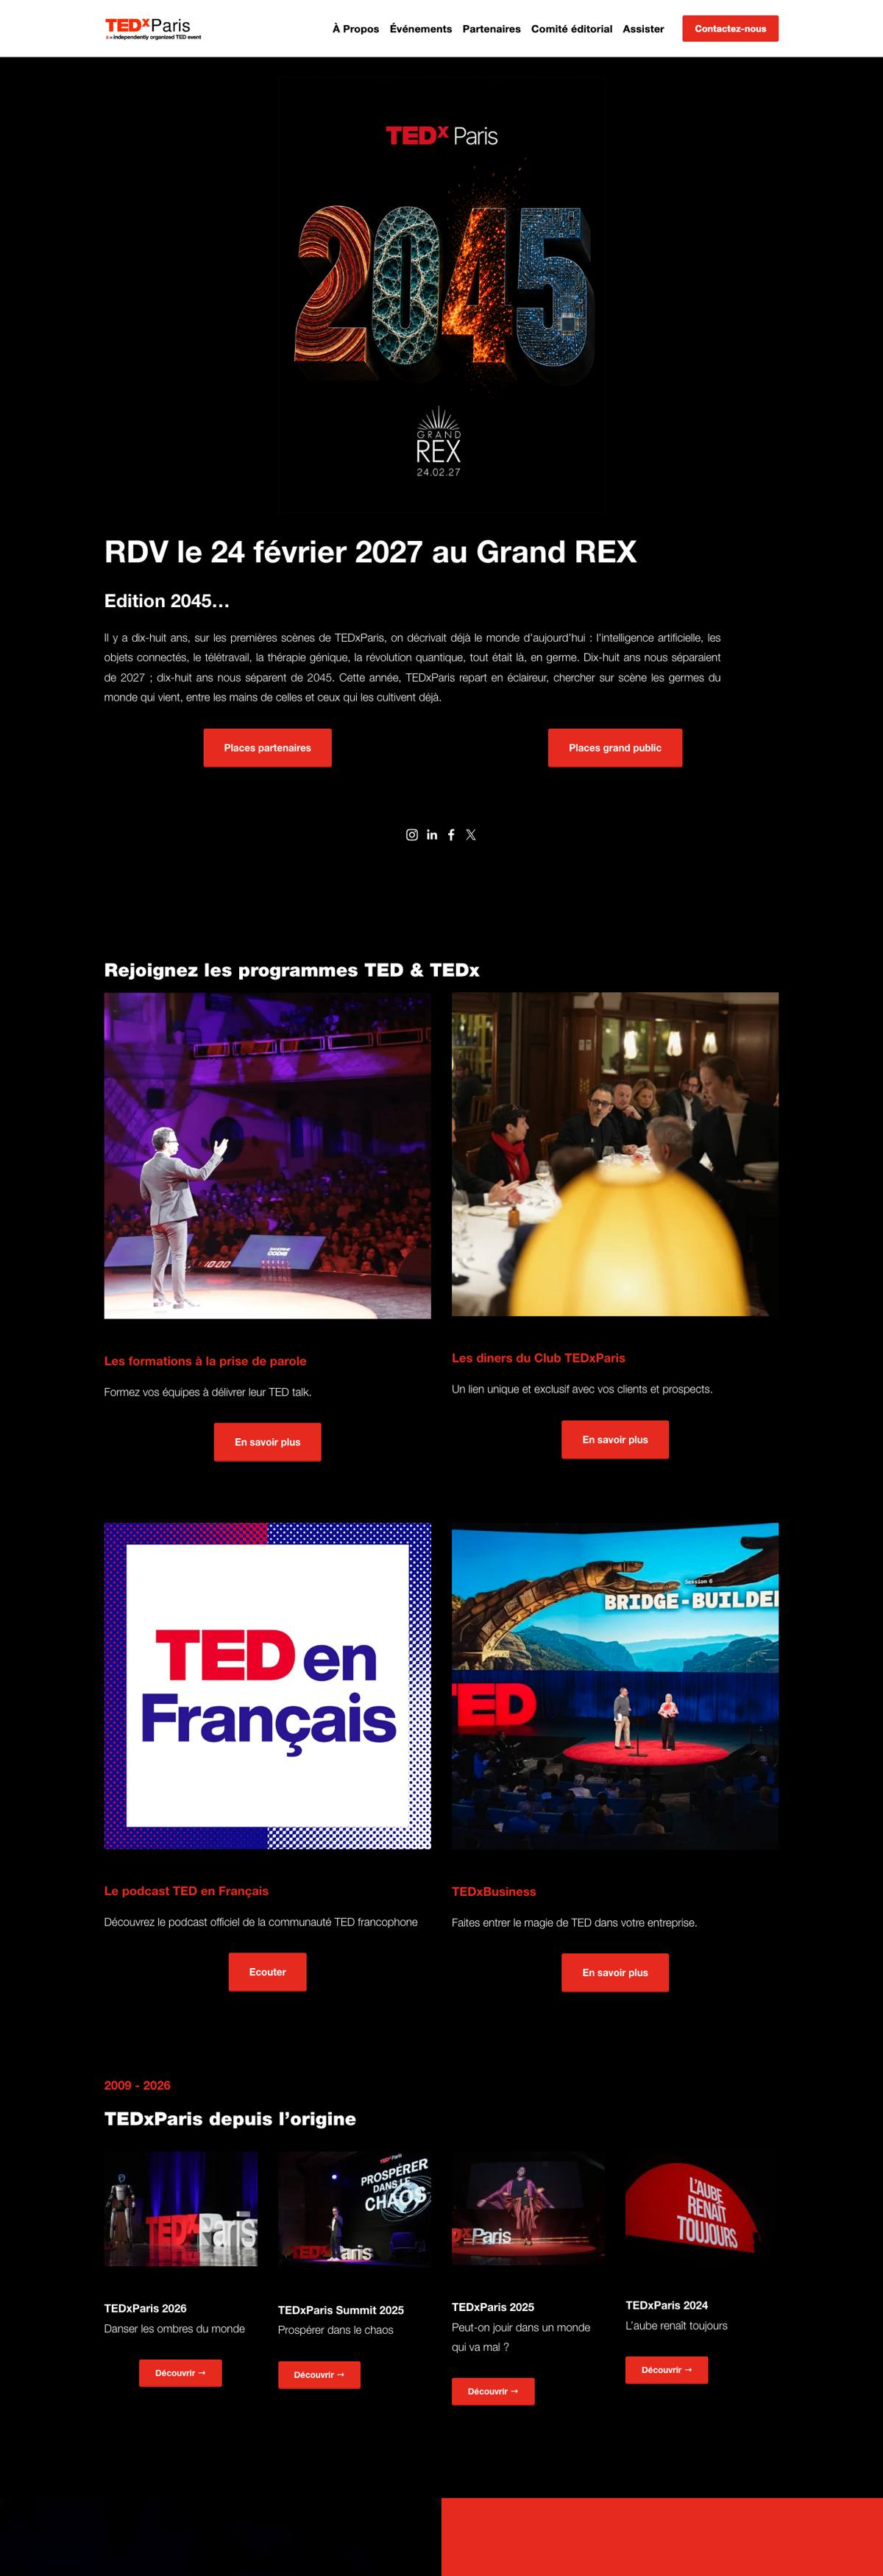 TEDxParis
x = independently organized TED event
À Propos
Événements
Partenaires
Comité éditorial
Assister
Contactez-nous
TEDx Paris
2045
GRAND
REX
24.02.27
RDV le 24 février 2027 au Grand REX
Edition 2045…
Il y a dix-huit ans, sur les premières scènes de TEDxParis, on décrivait déjà le monde d'aujourd'hui : l'intelligence artificielle, les
objets connectés, le télétravail, la thérapie génique, la révolution quantique, tout était là, en germe. Dix-huit ans nous séparaient
de 2027 ; dix-huit ans nous séparent de 2045. Cette année, TEDxParis repart en éclaireur, chercher sur scène les germes du
monde qui vient, entre les mains de celles et ceux qui les cultivent déjà.
Places partenaires
Places grand public
Rejoignez les programmes TED & TEDx
10:00
Les formations à la prise de parole
Formez vos équipes à délivrer leur TED talk.
En savoir plus
Les diners du Club TEDxParis
Un lien unique et exclusif avec vos clients et prospects.
En savoir plus
TED en
Français
Le podcast TED en Français
Découvrez le podcast officiel de la communauté TED francophone
Ecouter
Session 6
BRIDGE-BUILDE
TED
TEDxBusiness
Faites entrer le magie de TED dans votre entreprise.
En savoir plus
2009 - 2026
TEDxParis depuis l'origine
TEDxParis
TEDxParis 2026
Danser les ombres du monde
Découvrir →
TEDxParis
PROSPÉRER
DANS LE
CHAOS
TEDxParis Summit 2025
Prospérer dans le chaos
Découvrir →
Paris
TEDxParis 2025
Peut-on jouir dans un monde
qui va mal ?
Découvrir →
L'AUBE
RENAÎT
TOUJOURS
TEDxParis 2024
L'aube renaît toujours
Découvrir →